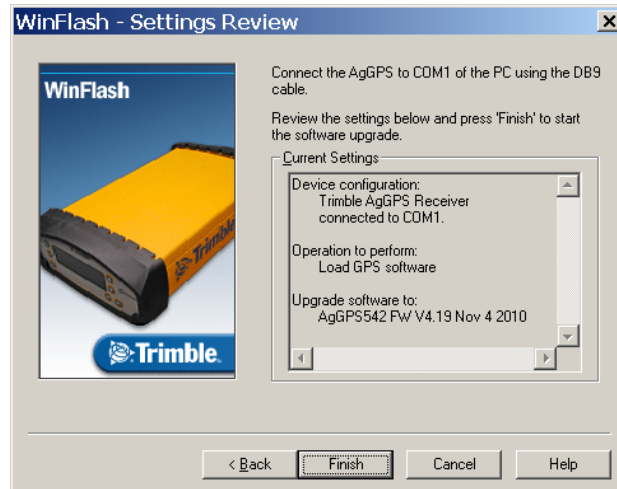 WinFlash - Settings Review
WinFlash
Trimble
Trimble.
Connect the AgGPS to COM1 of the PC using the DB9
cable.
Review the settings below and press 'Finish' to start
the software upgrade.
Current Settings
Device configuration:
Trimble AgGPS Receiver
connected to COM1.
Operation to perform:
Load GPS software
Upgrade software to:
AgGPS542 FW V4.19 Nov 4 2010
< Back
Finish
Cancel
Help